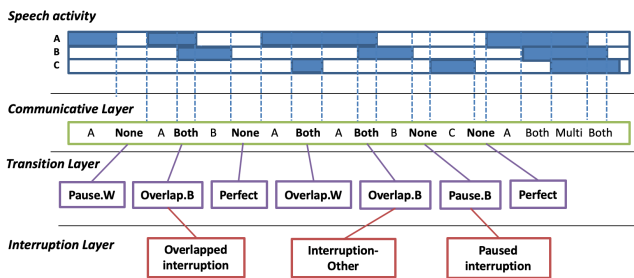 Speech activity
A
B
C
Communicative Layer
A None A Both B None A Both A Both B None C None A Both Multi Both
Transition Layer
Pause.W Overlap.B Perfect Overlap.W Overlap.B Pause.B Perfect
Interruption Layer
Overlapped interruption
Interruption-Other
Paused interruption